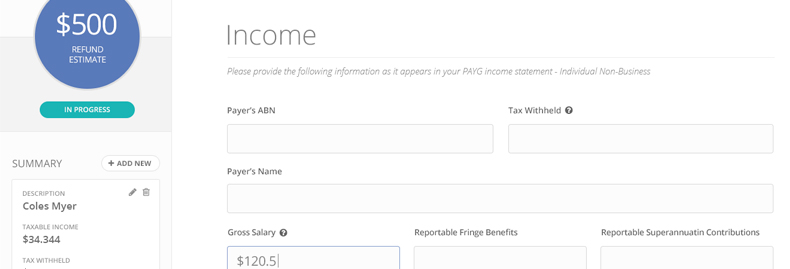 $500
REFUND
ESTIMATE
IN PROGRESS
SUMMARY
+ ADD NEW
DESCRIPTION
Coles Myer
TAXABLE INCOME
$34.344
TAX WITHHELD
Income
Please provide the following information as it appears in your PAYG income statement - Individual Non-Business
Payer's ABN
Tax Withheld ?
Payer's Name
Gross Salary ?
Reportable Fringe Benefits
Reportable Superannuatin Contributions
$120.5